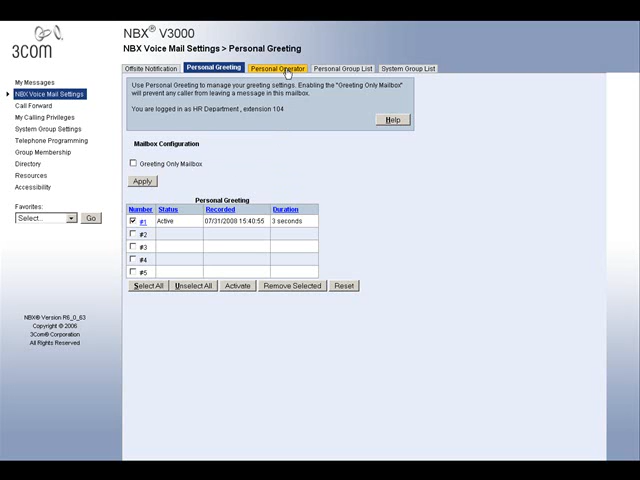 3com
NBX® V3000
NBX Voice Mail Settings > Personal Greeting
Offsite Notification Personal Greeting Personal Operator Personal Group List System Group List
My Messages
NBX Voice Mail Settings
Call Forward
My Calling Privileges
System Group Settings
Telephone Programming
Group Membership
Directory
Resources
Accessibility
Favorites:
Select... Go
NBX® Version R6_0_63
Copyright © 2006
3Com® Corporation
All Rights Reserved
Use Personal Greeting to manage your greeting settings. Enabling the "Greeting Only Mailbox"
will prevent any caller from leaving a message in this mailbox.
You are logged in as HR Department , extension 104
Help
Mailbox Configuration
Greeting Only Mailbox
Apply
Personal Greeting
Number Status Recorded Duration
#1 Active 07/31/2008 15:40:55 3 seconds
#2
#3
#4
#5
Select All Unselect All Activate Remove Selected Reset